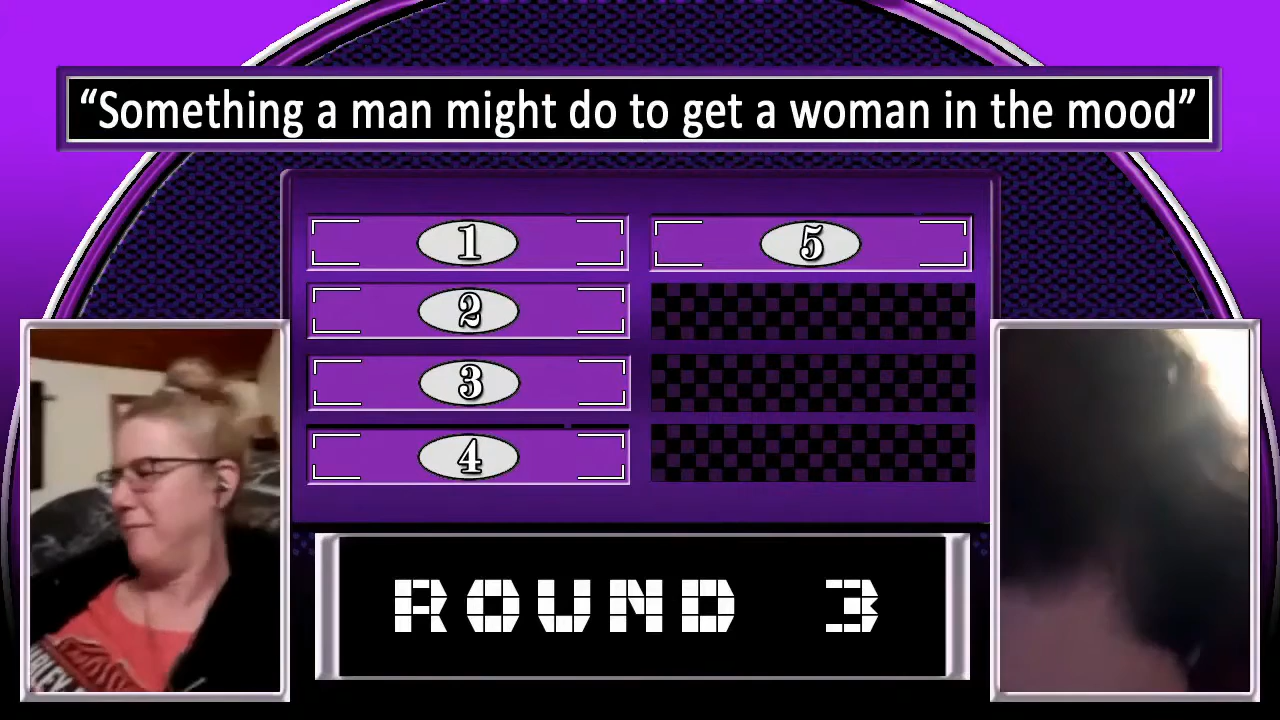 “Something a man might do to get a woman in the mood”
1
5
2
3
4
ROUND 3